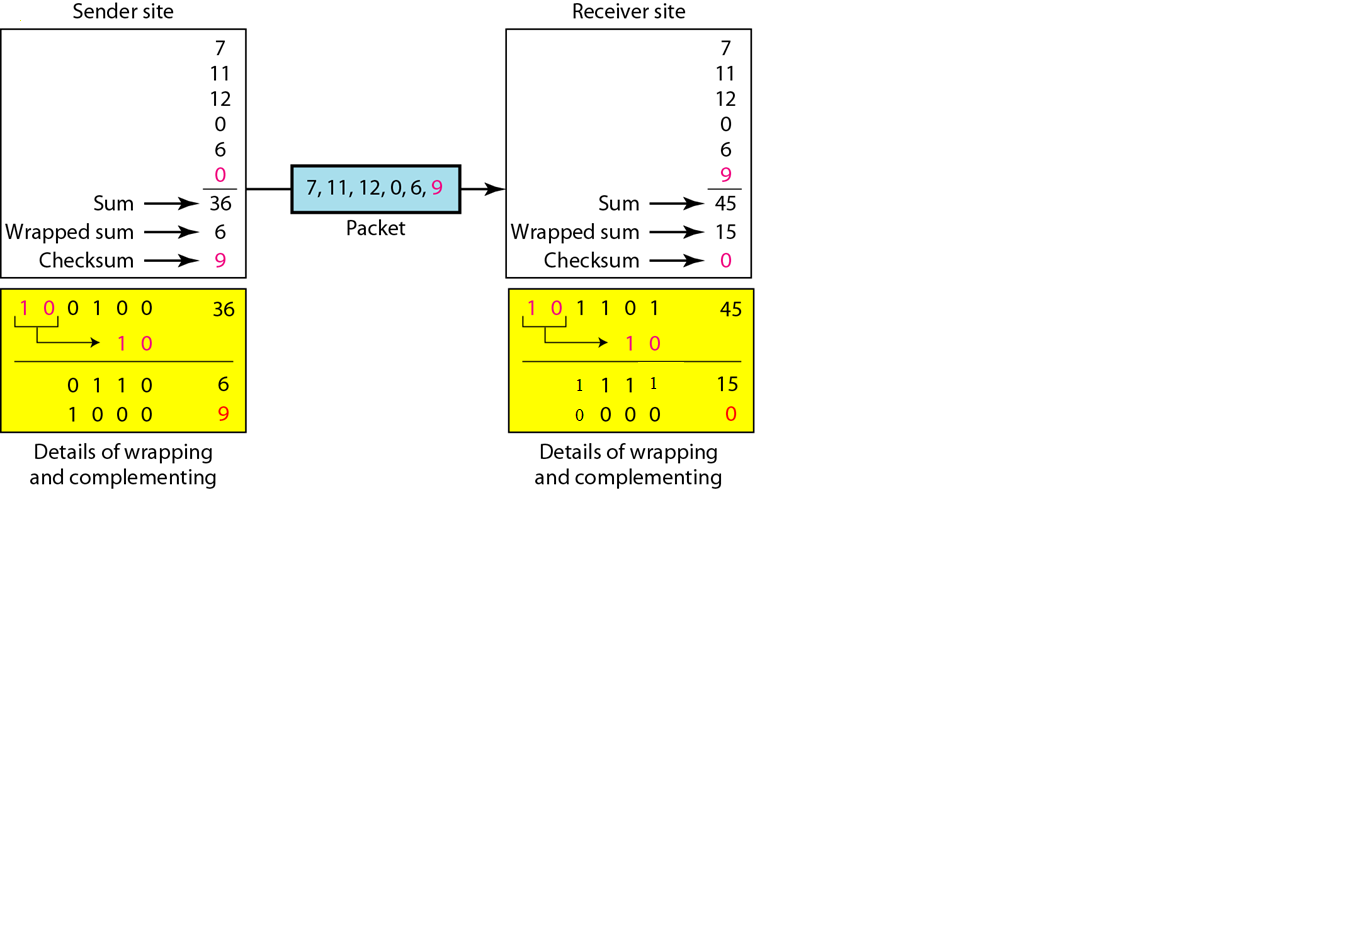 Sender site
7
11
12
0
6
0
Sum 36
Wrapped sum 6
Checksum 9
1 0 0 1 0 0 36
1 0
0 1 1 0 6
1 0 0 0 9
Details of wrapping
and complementing
7, 11, 12, 0, 6, 9
Packet
Receiver site
7
11
12
0
6
9
Sum 45
Wrapped sum 15
Checksum 0
1 0 1 1 0 1 45
1 0
1 1 1 1 15
0 0 0 0 0
Details of wrapping
and complementing